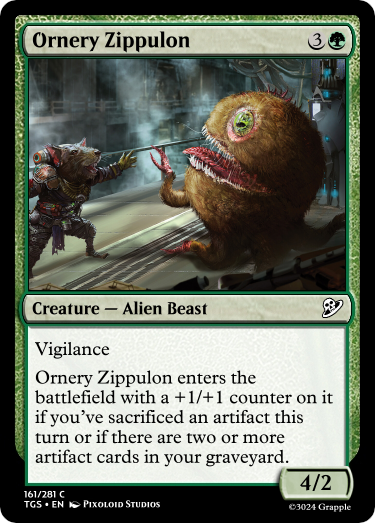 Ornery Zippulon 3
Creature — Alien Beast
Vigilance
Ornery Zippulon enters the
battlefield with a +1/+1 counter on it
if you've sacrificed an artifact this
turn or if there are two or more
artifact cards in your graveyard.
4/2
161/281 C
TGS • EN Pixoloid Studios
©3024 Grapple